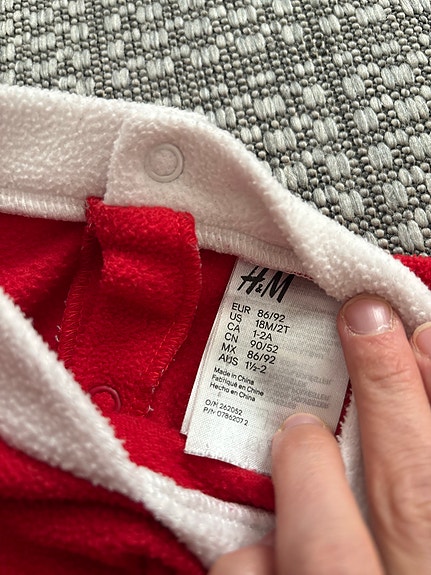 H&M
EUR 86/92
US 18M/2T
CA 1-2A
CN 90/52
MX 86/92
AUS 1½-2
Made in China
Fabriqué en Chine
Hecho en China
O/N 262052
P/N 0786207 2